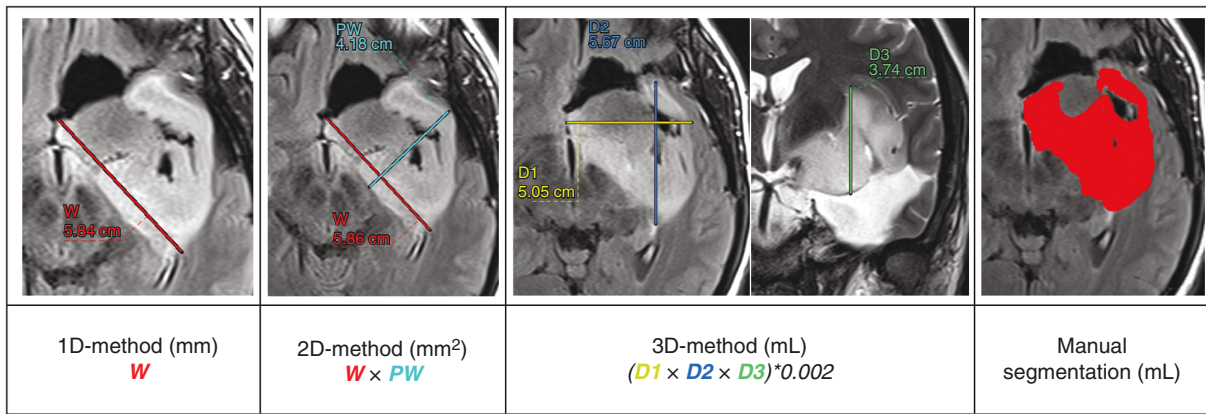 W
5.84 cm
PW
4.18 cm
W
5.86 cm
D2
5.67 cm
D1
5.05 cm
D3
3.74 cm
1D-method (mm)
W
2D-method (mm²)
W × PW
3D-method (mL)
(D1 × D2 × D3)*0.002
Manual
segmentation (mL)